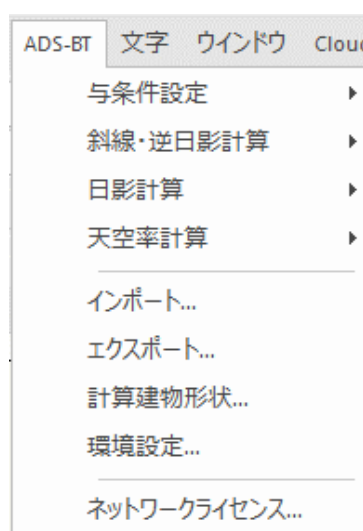 ADS-BT 文字 ウインドウ Clou
与条件設定
斜線・逆日影計算
日影計算
天空率計算
インポート...
エクスポート...
計算建物形状...
環境設定...
ネットワークライセンス...